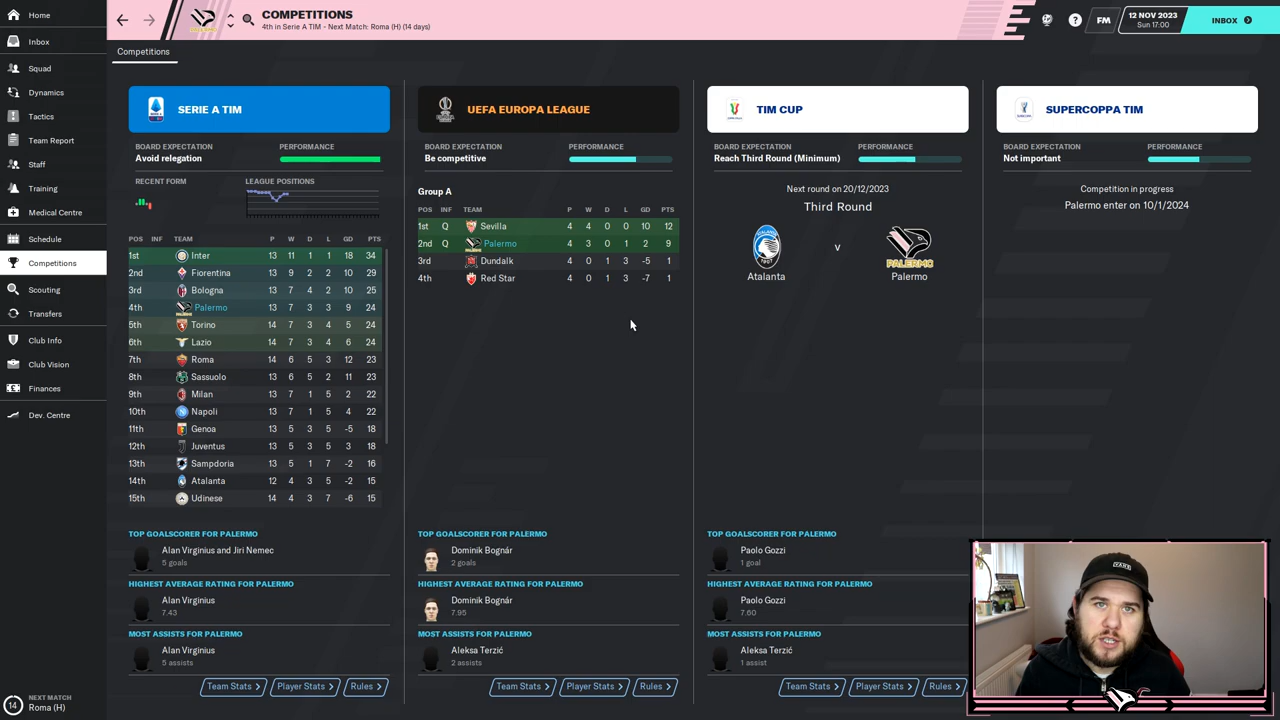 Home
Inbox
Squad
Dynamics
Tactics
Team Report
Staff
Training
Medical Centre
Schedule
Competitions
Scouting
Transfers
Club Info
Club Vision
Finances
Dev. Centre
14
NEXT MATCH
Roma (H)
COMPETITIONS
4th in Serie A TIM - Next Match: Roma (H) (14 days)
FM
12 NOV 2023
Sun 17:00
INBOX
Competitions
SERIE A TIM
BOARD EXPECTATION PERFORMANCE
Avoid relegation
RECENT FORM LEAGUE POSITIONS
POS INF TEAM P W D L GD PTS
1st Inter 13 11 1 1 18 34
2nd Fiorentina 13 9 2 2 10 29
3rd Bologna 13 7 4 2 10 25
4th Palermo 13 7 3 3 9 24
5th Torino 14 7 3 4 5 24
6th Lazio 14 7 3 4 6 24
7th Roma 14 6 5 3 12 23
8th Sassuolo 13 6 5 2 11 23
9th Milan 13 7 1 5 2 22
10th Napoli 13 7 1 5 4 22
11th Genoa 13 5 3 5 -5 18
12th Juventus 13 5 3 5 3 18
13th Sampdoria 13 5 1 7 -2 16
14th Atalanta 12 4 3 5 -2 15
15th Udinese 14 4 3 7 -6 15
TOP GOALSCORER FOR PALERMO
Alan Virginius and Jiri Nemec
5 goals
HIGHEST AVERAGE RATING FOR PALERMO
Alan Virginius
7.43
MOST ASSISTS FOR PALERMO
Alan Virginius
5 assists
Team Stats Player Stats Rules
UEFA EUROPA LEAGUE
BOARD EXPECTATION PERFORMANCE
Be competitive
Group A
POS INF TEAM P W D L GD PTS
1st Q Sevilla 4 4 0 0 10 12
2nd Q Palermo 4 3 0 1 2 9
3rd Dundalk 4 0 1 3 -5 1
4th Red Star 4 0 1 3 -7 1
TOP GOALSCORER FOR PALERMO
Dominik Bognár
2 goals
HIGHEST AVERAGE RATING FOR PALERMO
Dominik Bognár
7.95
MOST ASSISTS FOR PALERMO
Aleksa Terzić
2 assists
Team Stats Player Stats Rules
TIM CUP
BOARD EXPECTATION PERFORMANCE
Reach Third Round (Minimum)
Next round on 20/12/2023
Third Round
v
PALERMO
Atalanta Palermo
TOP GOALSCORER FOR PALERMO
Paolo Gozzi
1 goal
HIGHEST AVERAGE RATING FOR PALERMO
Paolo Gozzi
7.60
MOST ASSISTS FOR PALERMO
Aleksa Terzić
1 assist
Team Stats Player Stats Rules
SUPERCOPPA TIM
BOARD EXPECTATION PERFORMANCE
Not important
Competition in progress
Palermo enter on 10/1/2024